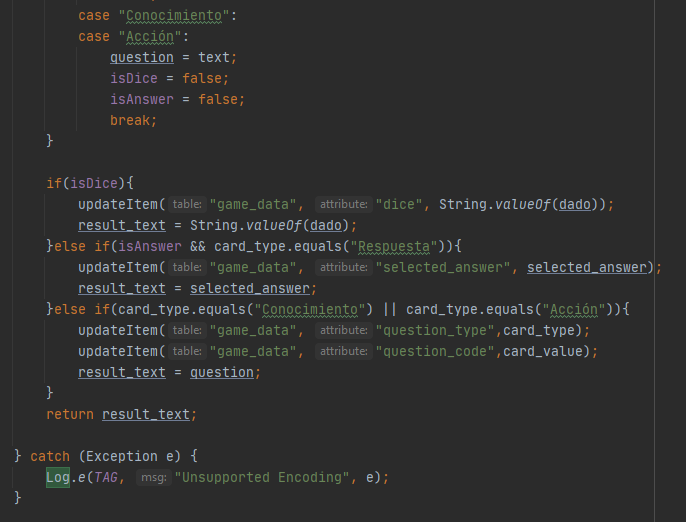 case "Conocimiento":
case "Acción":
question = text;
isDice = false;
isAnswer = false;
break;
}
if(isDice){
updateItem( table: "game_data", attribute: "dice", String.valueOf(dado));
result_text = String.valueOf(dado);
}else if(isAnswer && card_type.equals("Respuesta")){
updateItem( table: "game_data", attribute: "selected_answer", selected_answer);
result_text = selected_answer;
}else if(card_type.equals("Conocimiento") || card_type.equals("Acción")){
updateItem( table: "game_data", attribute: "question_type",card_type);
updateItem( table: "game_data", attribute: "question_code",card_value);
result_text = question;
}
return result_text;
} catch (Exception e) {
Log.e(TAG, msg: "Unsupported Encoding", e);
}